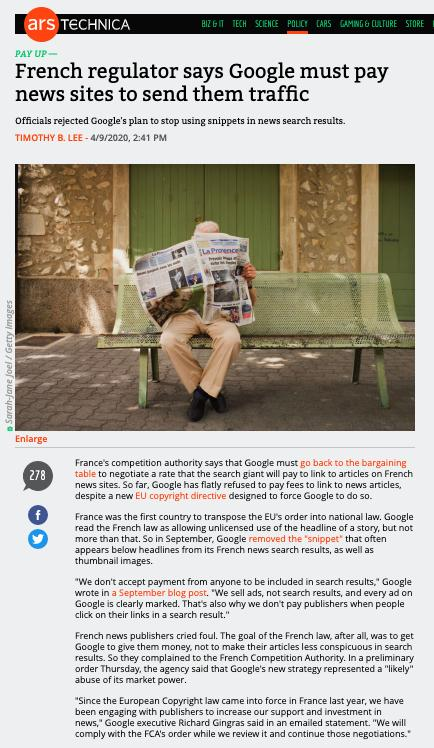 ars TECHNICA
BIZ & IT TECH SCIENCE POLICY CARS GAMING & CULTURE STORE
PAY UP —
French regulator says Google must pay
news sites to send them traffic
Officials rejected Google's plan to stop using snippets in news search results.
TIMOTHY B. LEE - 4/9/2020, 2:41 PM
La Provence
Sarah-Jane Joel / Getty Images
Enlarge
278
France's competition authority says that Google must go back to the bargaining
table to negotiate a rate that the search giant will pay to link to articles on French
news sites. So far, Google has flatly refused to pay fees to link to news articles,
despite a new EU copyright directive designed to force Google to do so.
France was the first country to transpose the EU's order into national law. Google
read the French law as allowing unlicensed use of the headline of a story, but not
more than that. So in September, Google removed the "snippet" that often
appears below headlines from its French news search results, as well as
thumbnail images.
"We don't accept payment from anyone to be included in search results," Google
wrote in a September blog post. "We sell ads, not search results, and every ad on
Google is clearly marked. That's also why we don't pay publishers when people
click on their links in a search result."
French news publishers cried foul. The goal of the French law, after all, was to get
Google to give them money, not to make their articles less conspicuous in search
results. So they complained to the French Competition Authority. In a preliminary
order Thursday, the agency said that Google's new strategy represented a "likely"
abuse of its market power.
"Since the European Copyright law came into force in France last year, we have
been engaging with publishers to increase our support and investment in
news," Google executive Richard Gingras said in an emailed statement. "We will
comply with the FCA's order while we review it and continue those negotiations."